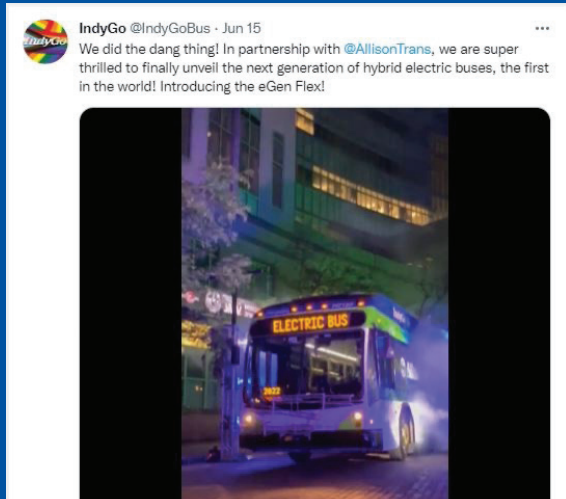 IndyGo @IndyGoBus · Jun 15
IndyGo
We did the dang thing! In partnership with @AllisonTrans, we are super
thrilled to finally unveil the next generation of hybrid electric buses, the first
in the world! Introducing the eGen Flex!
ELECTRIC BUS
2022